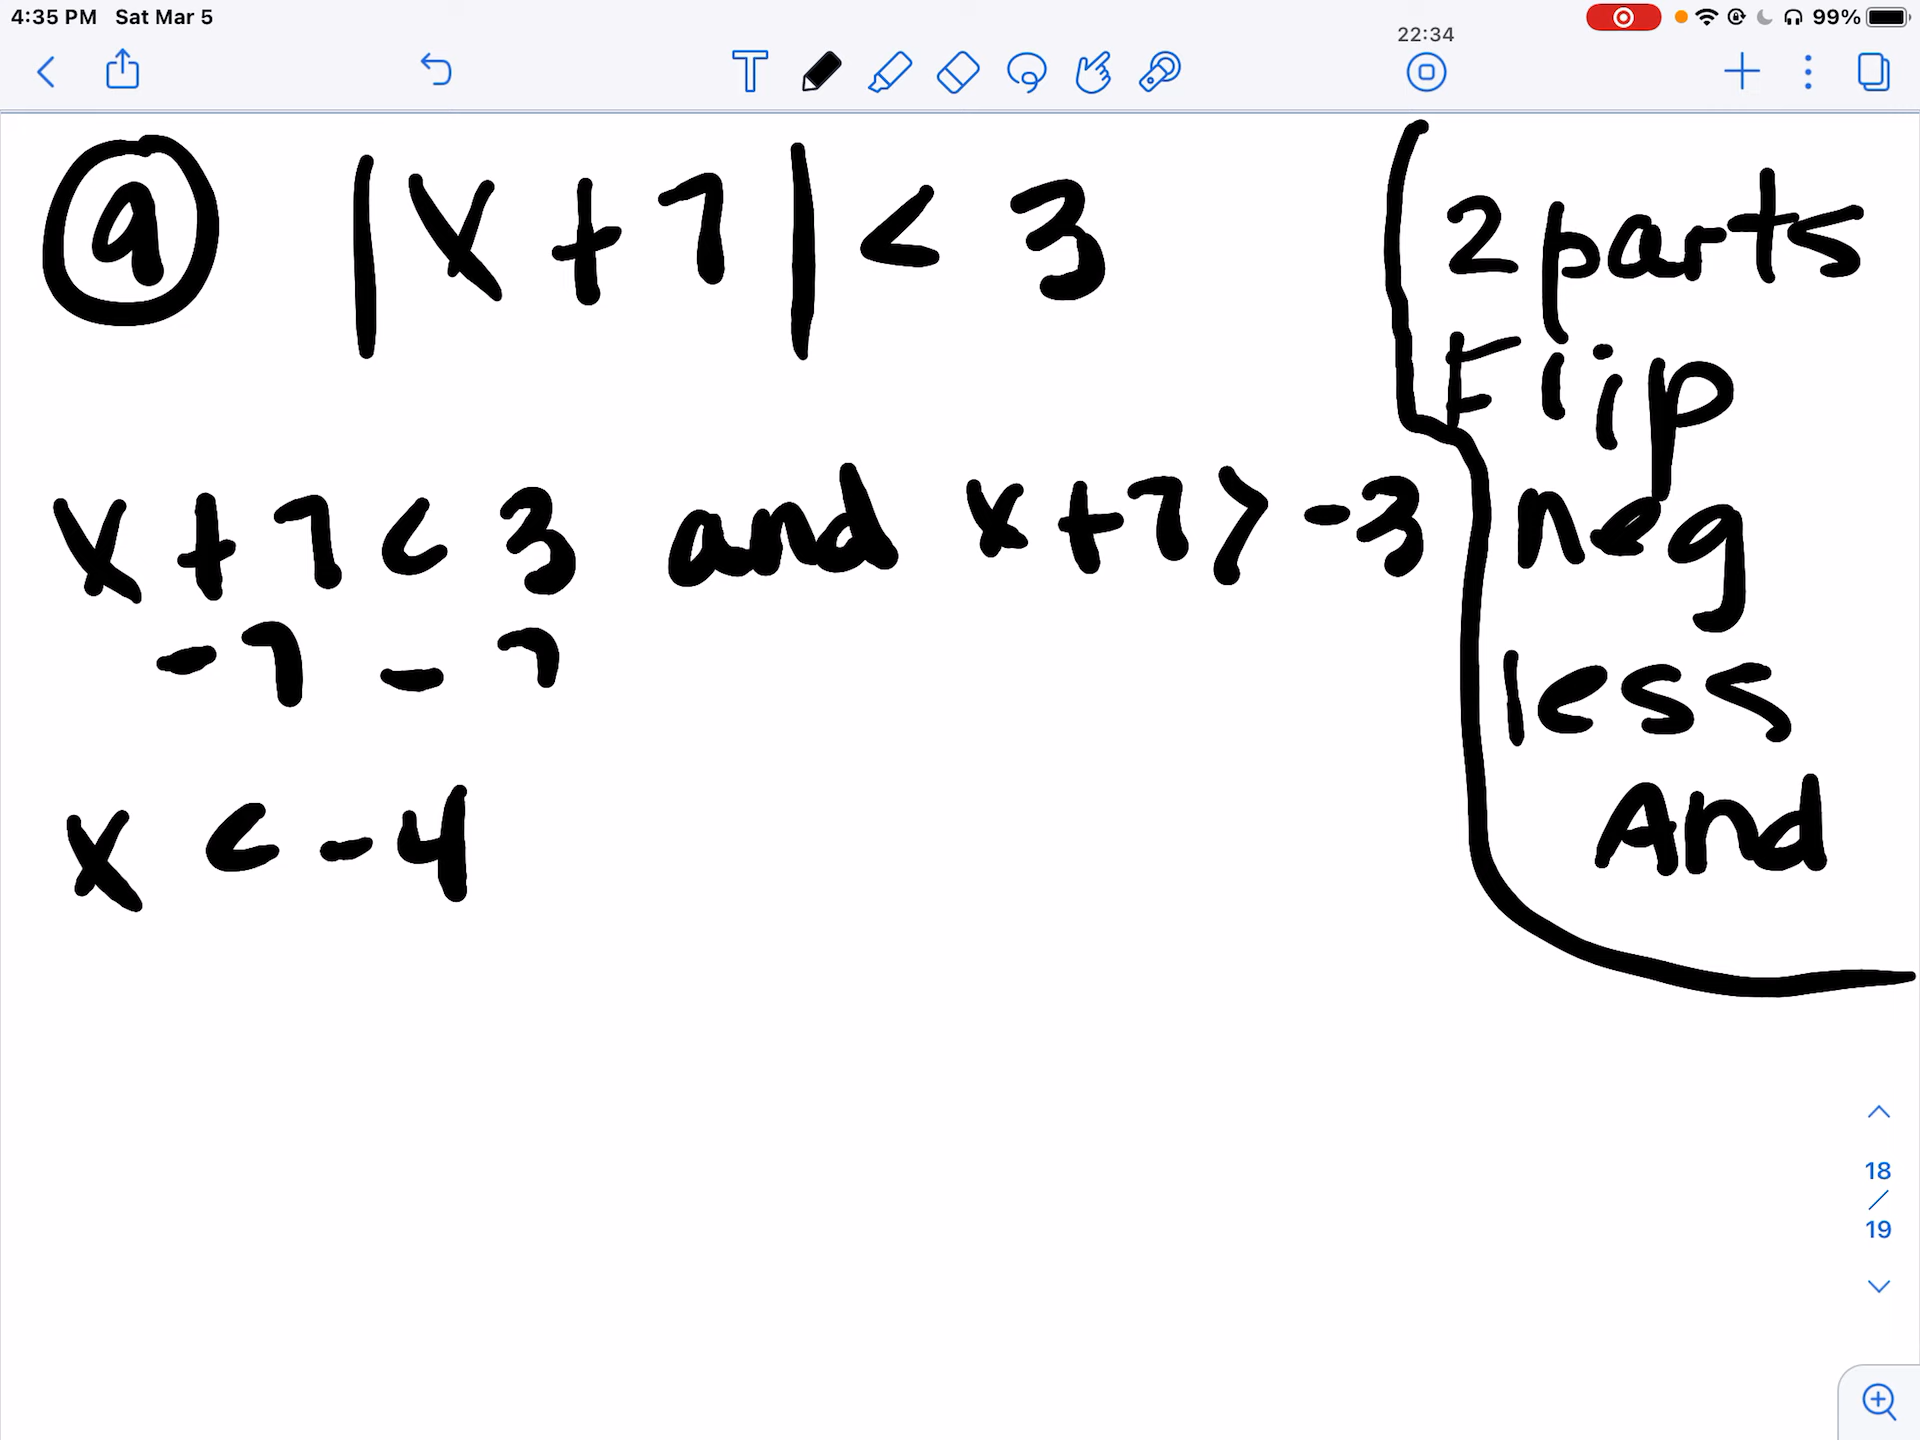 4:35 PM Sat Mar 5
99%
22:34
T
a |x + 7| < 3
2 parts
Flip
x + 7 < 3 and x + 7 > -3
neg
-7 -7
less
x < -4
And
18
/
19